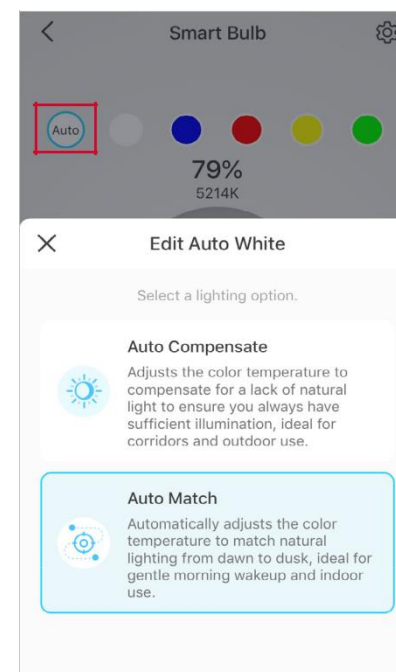 Smart Bulb
Auto
79%
5214K
Edit Auto White
Select a lighting option.
Auto Compensate
Adjusts the color temperature to
compensate for a lack of natural
light to ensure you always have
sufficient illumination, ideal for
corridors and outdoor use.
Auto Match
Automatically adjusts the color
temperature to match natural
lighting from dawn to dusk, ideal for
gentle morning wakeup and indoor
use.